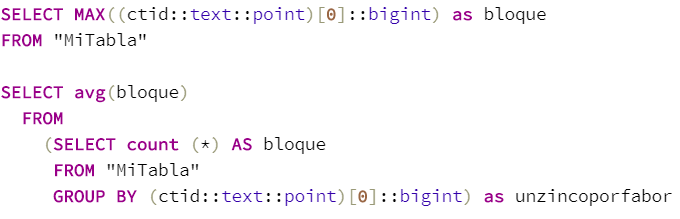 SELECT MAX((ctid::text::point)[0]::bigint) as bloque
FROM "MiTabla"
SELECT avg(bloque)
FROM
(SELECT count (*) AS bloque
FROM "MiTabla"
GROUP BY (ctid::text::point)[0]::bigint) as unzincoporfabor